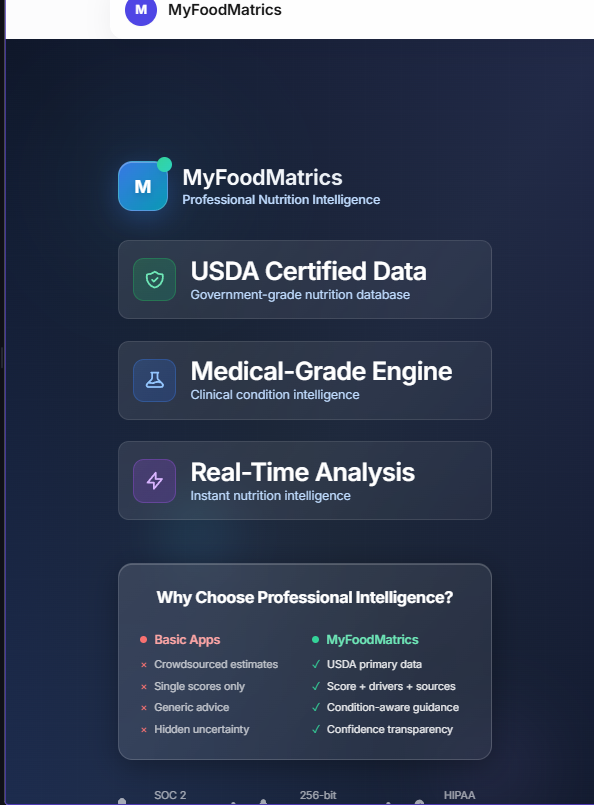 M MyFoodMatrics
M
MyFoodMatrics
Professional Nutrition Intelligence
USDA Certified Data
Government-grade nutrition database
Medical-Grade Engine
Clinical condition intelligence
Real-Time Analysis
Instant nutrition intelligence
Why Choose Professional Intelligence?
Basic Apps
× Crowdsourced estimates
× Single scores only
× Generic advice
× Hidden uncertainty
MyFoodMatrics
✓ USDA primary data
✓ Score + drivers + sources
✓ Condition-aware guidance
✓ Confidence transparency
SOC 2
256-bit
HIPAA